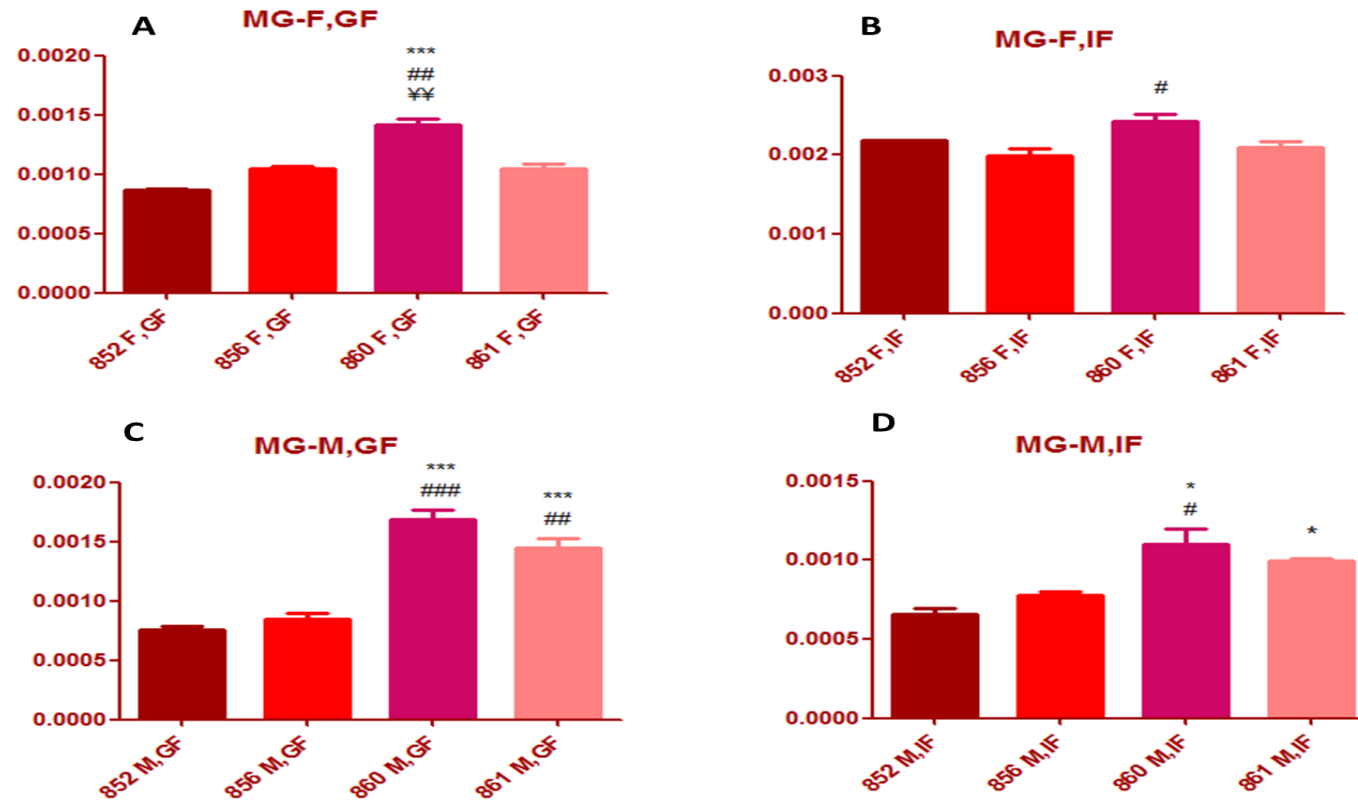 A
MG-F,GF
0.0020
0.0015
0.0010
0.0005
0.0000
***
##
¥¥
852 F,GF
856 F,GF
860 F,GF
861 F,GF
B
MG-F,IF
0.003
0.002
0.001
0.000
#
852 F,IF
856 F,IF
860 F,IF
861 F,IF
C
MG-M,GF
0.0020
0.0015
0.0010
0.0005
0.0000
***
###
***
##
852 M,GF
856 M,GF
860 M,GF
861 M,GF
D
MG-M,IF
0.0015
0.0010
0.0005
0.0000
*
#
*
852 M,IF
856 M,IF
860 M,IF
861 M,IF